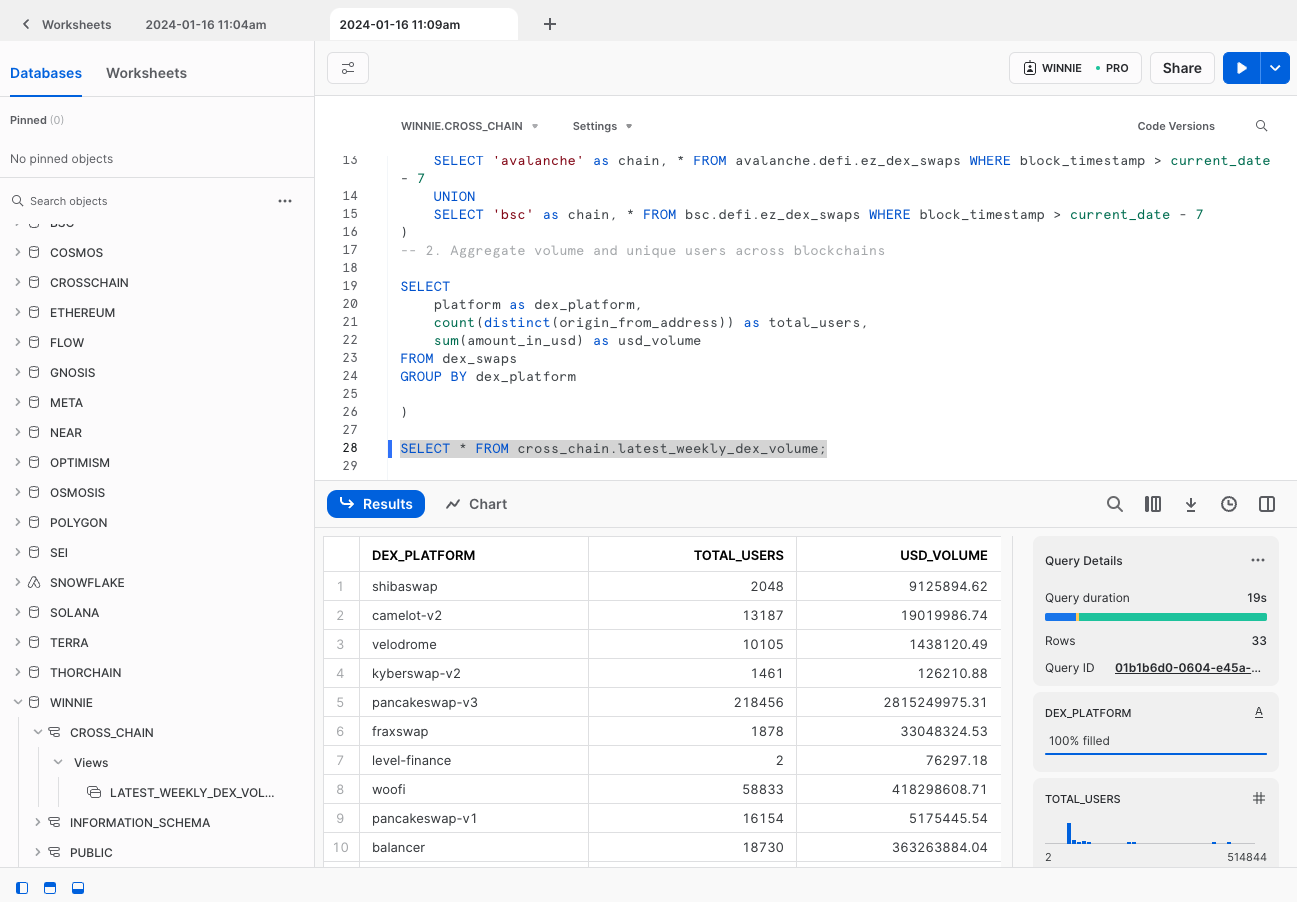 Worksheets
2024-01-16 11:04am
2024-01-16 11:09am
Databases
Worksheets
WINNIE
PRO
Share
Pinned (0)
No pinned objects
Search objects
BSC
COSMOS
CROSSCHAIN
ETHEREUM
FLOW
GNOSIS
META
NEAR
OPTIMISM
OSMOSIS
POLYGON
SEI
SNOWFLAKE
SOLANA
TERRA
THORCHAIN
WINNIE
CROSS_CHAIN
Views
LATEST_WEEKLY_DEX_VOL...
INFORMATION_SCHEMA
PUBLIC
WINNIE.CROSS_CHAIN
Settings
Code Versions
13 SELECT 'avalanche' as chain, * FROM avalanche.defi.ez_dex_swaps WHERE block_timestamp > current_date
- 7
14 UNION
15 SELECT 'bsc' as chain, * FROM bsc.defi.ez_dex_swaps WHERE block_timestamp > current_date - 7
16 )
17 -- 2. Aggregate volume and unique users across blockchains
18
19 SELECT
20 platform as dex_platform,
21 count(distinct(origin_from_address)) as total_users,
22 sum(amount_in_usd) as usd_volume
23 FROM dex_swaps
24 GROUP BY dex_platform
25
26 )
27
28 SELECT * FROM cross_chain.latest_weekly_dex_volume;
29
Results
Chart
DEX_PLATFORM TOTAL_USERS USD_VOLUME
1 shibaswap 2048 9125894.62
2 camelot-v2 13187 19019986.74
3 velodrome 10105 1438120.49
4 kyberswap-v2 1461 126210.88
5 pancakeswap-v3 218456 2815249975.31
6 fraxswap 1878 33048324.53
7 level-finance 2 76297.18
8 woofi 58833 418298608.71
9 pancakeswap-v1 16154 5175445.54
10 balancer 18730 363263884.04
Query Details
Query duration 19s
Rows 33
Query ID 01b1b6d0-0604-e45a-...
DEX_PLATFORM A
100% filled
TOTAL_USERS #
2 514844